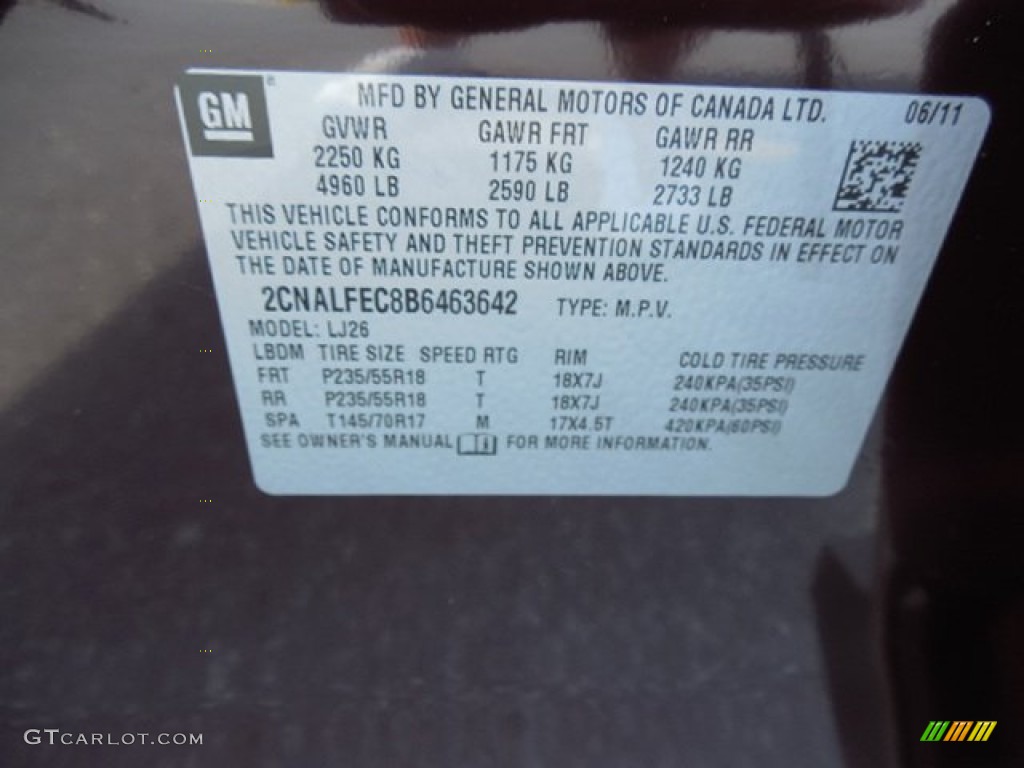 GM ®
MFD BY GENERAL MOTORS OF CANADA LTD. 06/11
GVWR GAWR FRT GAWR RR
2250 KG 1175 KG 1240 KG
4960 LB 2590 LB 2733 LB
THIS VEHICLE CONFORMS TO ALL APPLICABLE U.S. FEDERAL MOTOR
VEHICLE SAFETY AND THEFT PREVENTION STANDARDS IN EFFECT ON
THE DATE OF MANUFACTURE SHOWN ABOVE.
2CNALFEC8B6463642 TYPE: M.P.V.
MODEL: LJ26
LBDM TIRE SIZE SPEED RTG RIM COLD TIRE PRESSURE
FRT P235/55R18 T 18X7J 240KPA(35PSI)
RR P235/55R18 T 18X7J 240KPA(35PSI)
SPA T145/70R17 M 17X4.5T 420KPA(60PSI)
SEE OWNER'S MANUAL FOR MORE INFORMATION.
GTCARLOT.COM